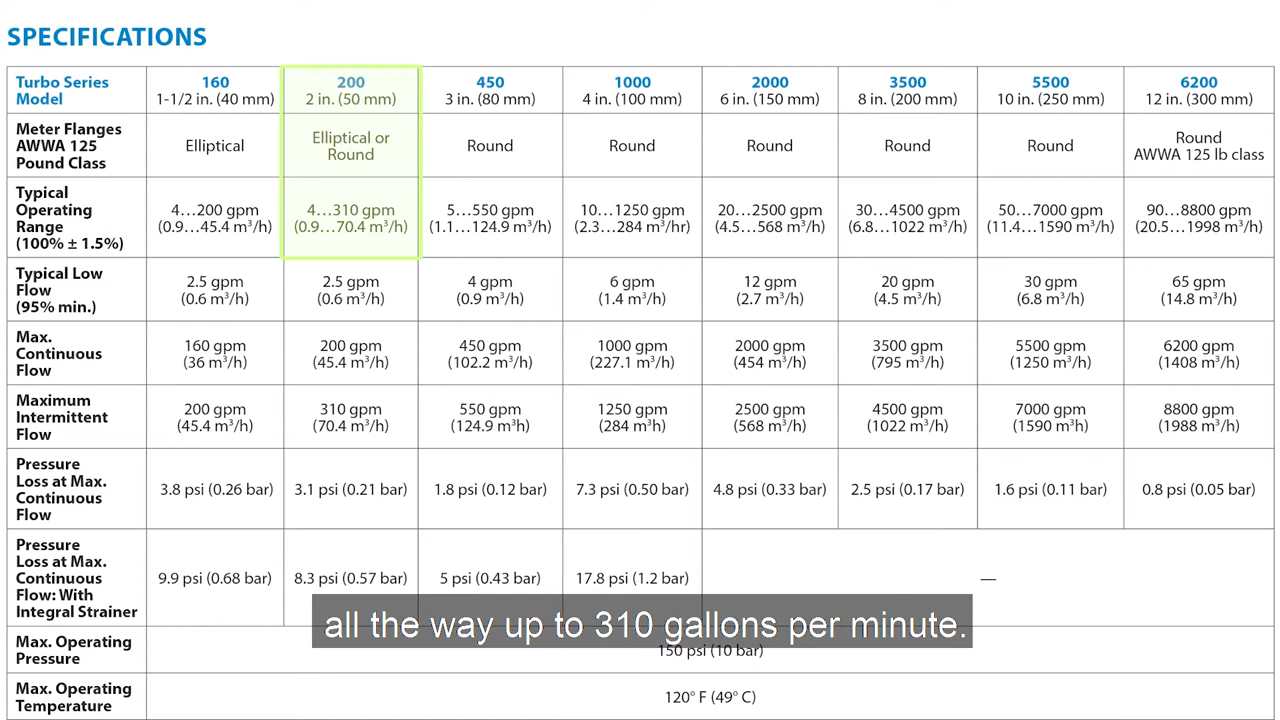 SPECIFICATIONS
Turbo Series Model 160 1-1/2 in. (40 mm) 200 2 in. (50 mm) 450 3 in. (80 mm) 1000 4 in. (100 mm) 2000 6 in. (150 mm) 3500 8 in. (200 mm) 5500 10 in. (250 mm) 6200 12 in. (300 mm)
Meter Flanges AWWA 125 Pound Class Elliptical Elliptical or Round Round Round Round Round Round Round AWWA 125 lb class
Typical Operating Range (100% ± 1.5%) 4…200 gpm (0.9…45.4 m³/h) 4…310 gpm (0.9…70.4 m³/h) 5…550 gpm (1.1…124.9 m³/h) 10…1250 gpm (2.3…284 m³/hr) 20…2500 gpm (4.5…568 m³/h) 30…4500 gpm (6.8…1022 m³/h) 50…7000 gpm (11.4…1590 m³/h) 90…8800 gpm (20.5…1998 m³/h)
Typical Low Flow (95% min.) 2.5 gpm (0.6 m³/h) 2.5 gpm (0.6 m³/h) 4 gpm (0.9 m³/h) 6 gpm (1.4 m³/h) 12 gpm (2.7 m³/h) 20 gpm (4.5 m³/h) 30 gpm (6.8 m³/h) 65 gpm (14.8 m³/h)
Max. Continuous Flow 160 gpm (36 m³/h) 200 gpm (45.4 m³/h) 450 gpm (102.2 m³/h) 1000 gpm (227.1 m³/h) 2000 gpm (454 m³/h) 3500 gpm (795 m³/h) 5500 gpm (1250 m³/h) 6200 gpm (1408 m³/h)
Maximum Intermittent Flow 200 gpm (45.4 m³/h) 310 gpm (70.4 m³/h) 550 gpm (124.9 m³h) 1250 gpm (284 m³h) 2500 gpm (568 m³/h) 4500 gpm (1022 m³/h) 7000 gpm (1590 m³h) 8800 gpm (1988 m³/h)
Pressure Loss at Max. Continuous Flow 3.8 psi (0.26 bar) 3.1 psi (0.21 bar) 1.8 psi (0.12 bar) 7.3 psi (0.50 bar) 4.8 psi (0.33 bar) 2.5 psi (0.17 bar) 1.6 psi (0.11 bar) 0.8 psi (0.05 bar)
Pressure Loss at Max. Continuous Flow: With Integral Strainer 9.9 psi (0.68 bar) 8.3 psi (0.57 bar) 5 psi (0.43 bar) 17.8 psi (1.2 bar) —
all the way up to 310 gallons per minute.
Max. Operating Pressure 150 psi (10 bar)
Max. Operating Temperature 120° F (49° C)